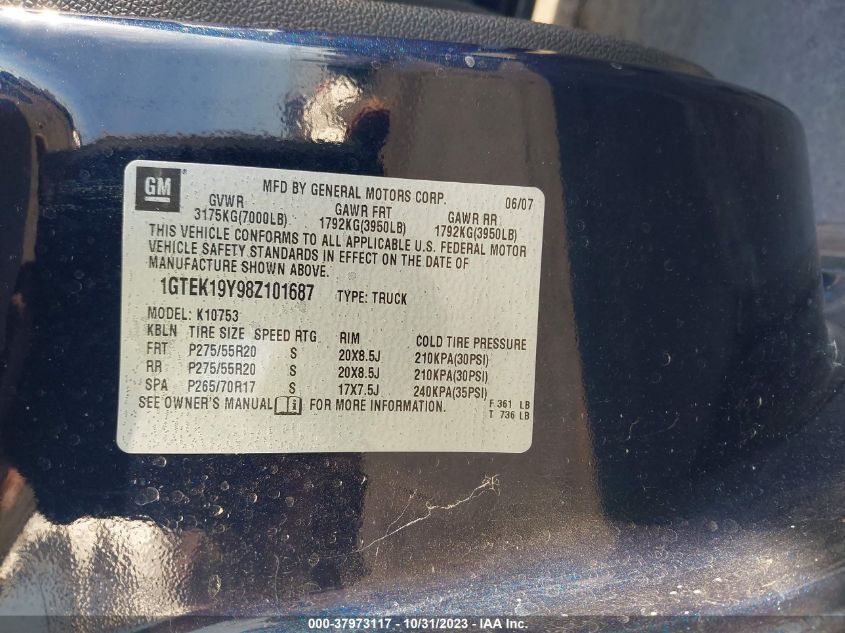 GM ® MFD BY GENERAL MOTORS CORP. 06/07
GVWR GAWR FRT GAWR RR
3175KG(7000LB) 1792KG(3950LB) 1792KG(3950LB)
THIS VEHICLE CONFORMS TO ALL APPLICABLE U.S. FEDERAL MOTOR
VEHICLE SAFETY STANDARDS IN EFFECT ON THE DATE OF
MANUFACTURE SHOWN ABOVE.
1GTEK19Y98Z101687 TYPE: TRUCK
MODEL: K10753
KBLN TIRE SIZE SPEED RTG RIM COLD TIRE PRESSURE
FRT P275/55R20 S 20X8.5J 210KPA(30PSI)
RR P275/55R20 S 20X8.5J 210KPA(30PSI)
SPA P265/70R17 S 17X7.5J 240KPA(35PSI)
SEE OWNER'S MANUAL i FOR MORE INFORMATION. F 361 LB
T 736 LB
000-37973117 - 10/31/2023 - IAA Inc.